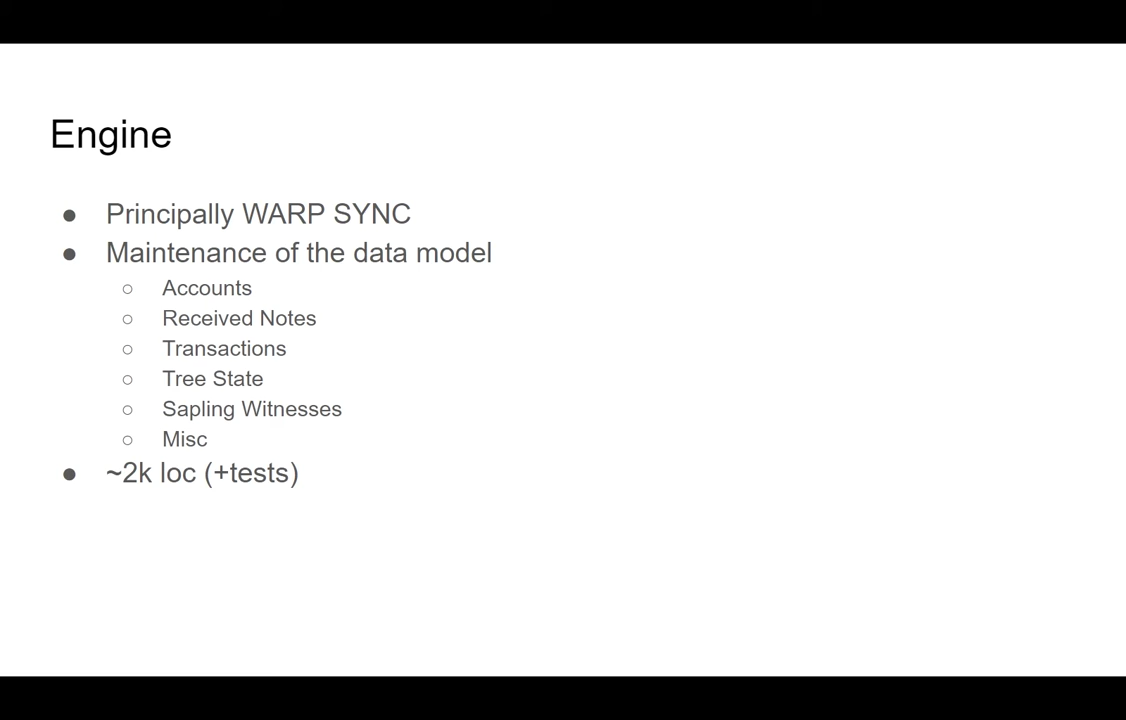 Engine
● Principally WARP SYNC
● Maintenance of the data model
○ Accounts
○ Received Notes
○ Transactions
○ Tree State
○ Sapling Witnesses
○ Misc
● ~2k loc (+tests)